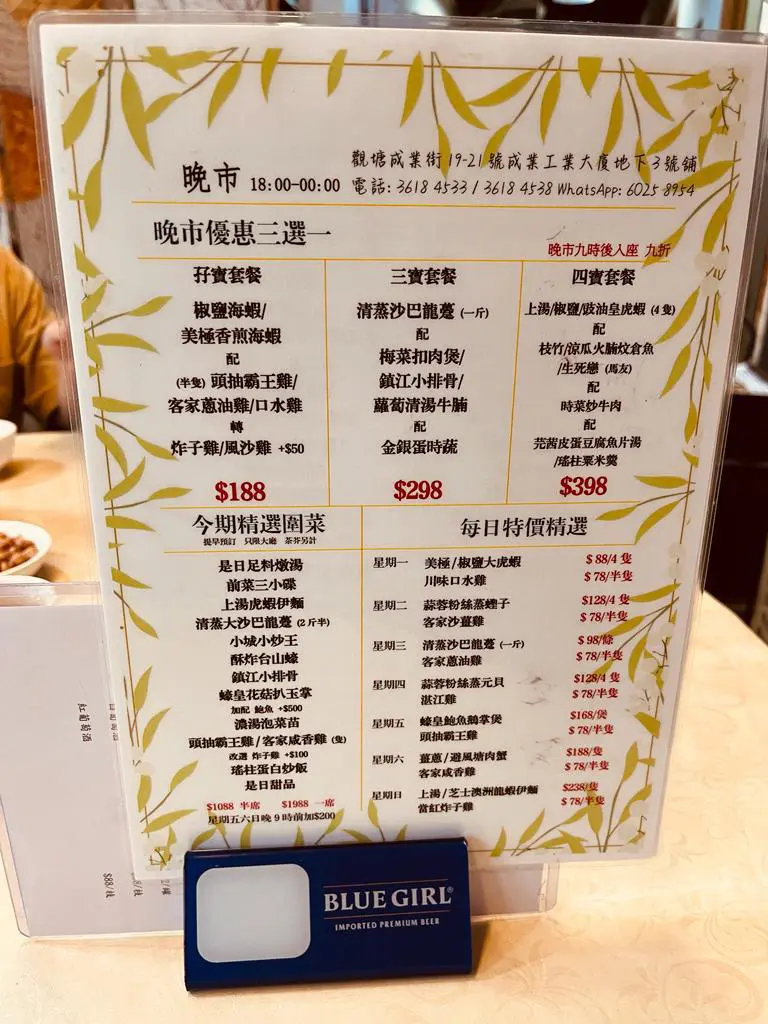 觀塘成業街 19-21 號成業工業大廈地下 3 號舖
晚市 18:00-00:00 電話: 3618 4533 / 3618 4538 WhatsApp: 6025 8954
晚市優惠三選一
晚市九時後入座 九折
孖寶套餐
椒鹽海蝦/
美極香煎海蝦
配
(半隻) 頭抽霸王雞/
客家蔥油雞/口水雞
轉
炸子雞/風沙雞 +$50
$188
三寶套餐
清蒸沙巴龍躉 (一斤)
配
梅菜扣肉煲/
鎮江小排骨/
蘿蔔清湯牛腩
配
金銀蛋時蔬
$298
四寶套餐
上湯/椒鹽/豉油皇虎蝦 (4隻)
配
枝竹/涼瓜火腩炆倉魚
/生死戀 (馬友)
配
時菜炒牛肉
配
芫茜皮蛋豆腐魚片湯
/瑤柱粟米羹
$398
今期精選圍菜
提早預訂 只限大廳 茶芥另計
是日足料燉湯
前菜三小碟
上湯虎蝦伊麵
清蒸大沙巴龍躉 (2斤半)
小城小炒王
酥炸台山蠔
鎮江小排骨
蠔皇花菇扒玉掌
加配 鮑魚 +$500
濃湯泡菜苗
頭抽霸王雞/客家咸香雞 (隻)
改選 炸子雞 +$100
瑤柱蛋白炒飯
是日甜品
$1088 半席 $1988 一席
星期五六日晚 9 時前加$200
每日特價精選
星期一 美極/椒鹽大虎蝦 $ 88/4 隻
川味口水雞 $ 78/半隻
星期二 蒜蓉粉絲蒸蟶子 $128/4 隻
客家沙薑雞 $ 78/半隻
星期三 清蒸沙巴龍躉 (一斤) $ 98/條
客家蔥油雞 $ 78/半隻
星期四 蒜蓉粉絲蒸元貝 $128/4 隻
湛江雞 $ 78/半隻
星期五 蠔皇鮑魚鵝掌煲 $168/煲
頭抽霸王雞 $ 78/半隻
星期六 薑蔥/避風塘肉蟹 $188/隻
客家咸香雞 $ 78/半隻
星期日 上湯/芝士澳洲龍蝦伊麵 $238/隻
當紅炸子雞 $ 78/半隻
紅葡萄酒
$88/枝
BLUE GIRL®
IMPORTED PREMIUM BEER